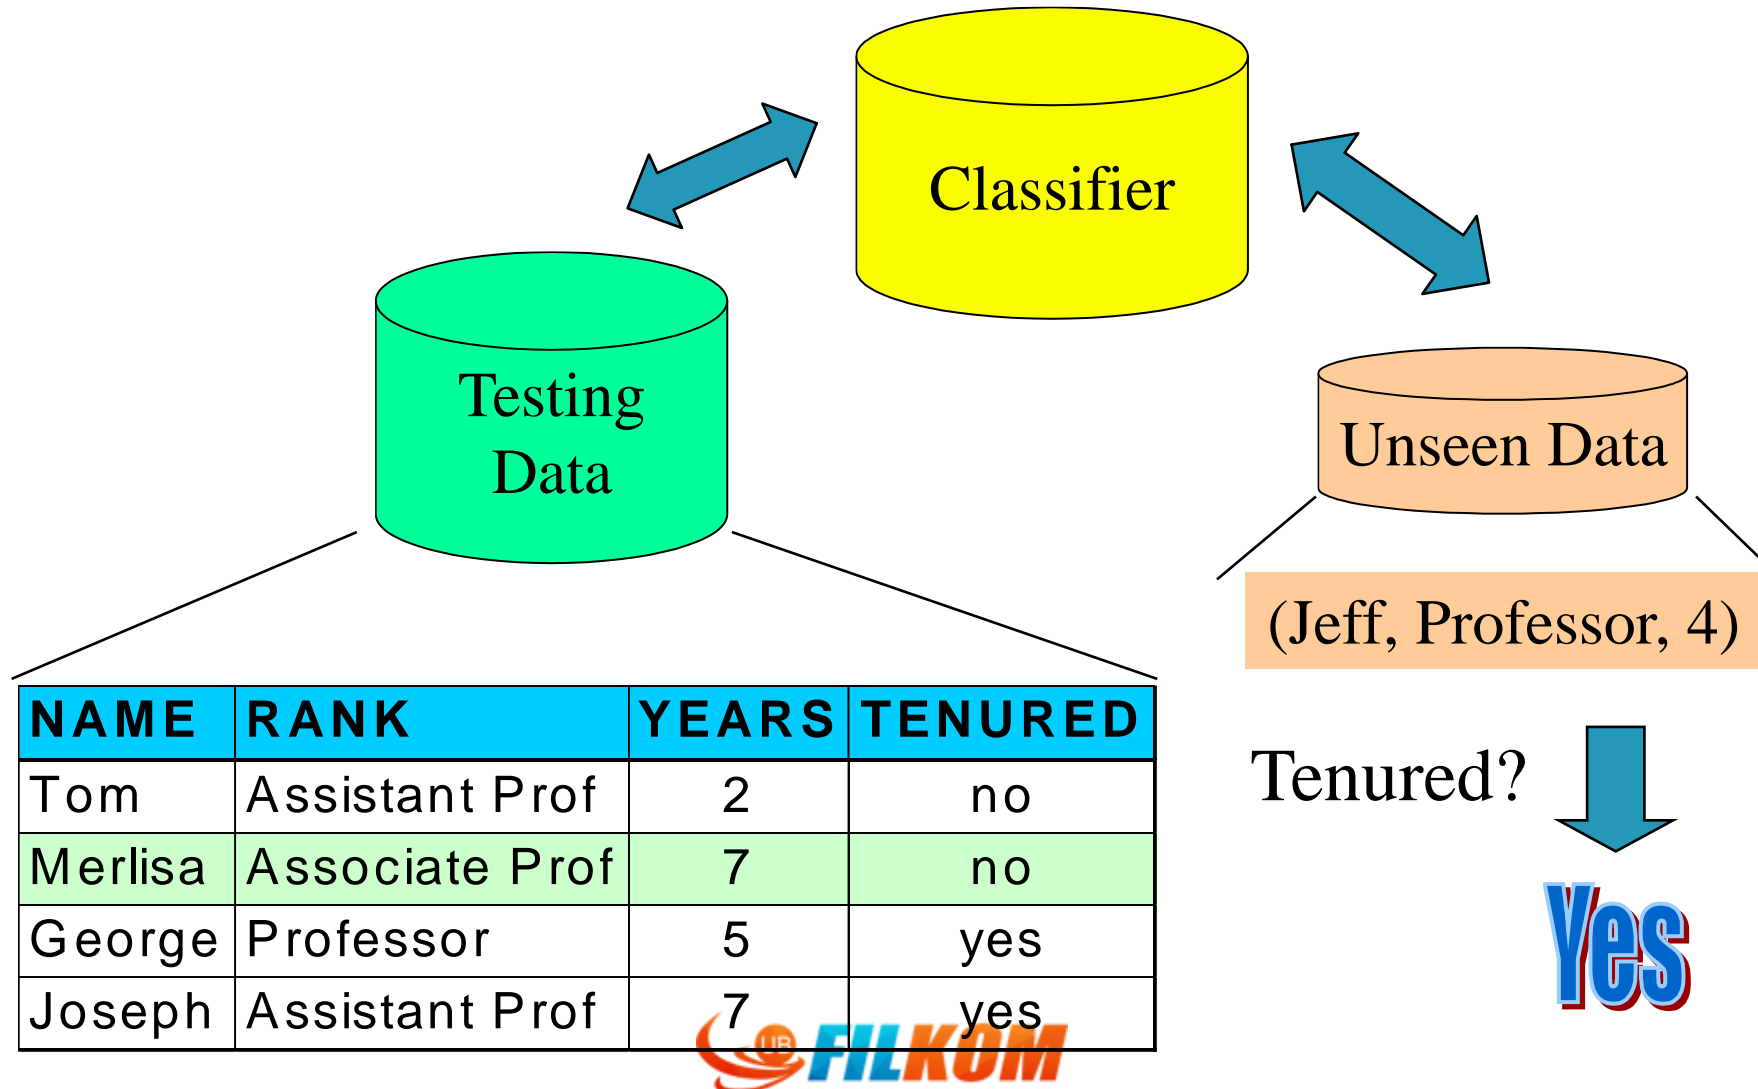 Classifier
Testing
Data
Unseen Data
(Jeff, Professor, 4)
NAME RANK YEARS TENURED
Tom Assistant Prof 2 no
Merlisa Associate Prof 7 no
George Professor 5 yes
Joseph Assistant Prof 7 yes
Tenured?
Yes
UB FILKOM